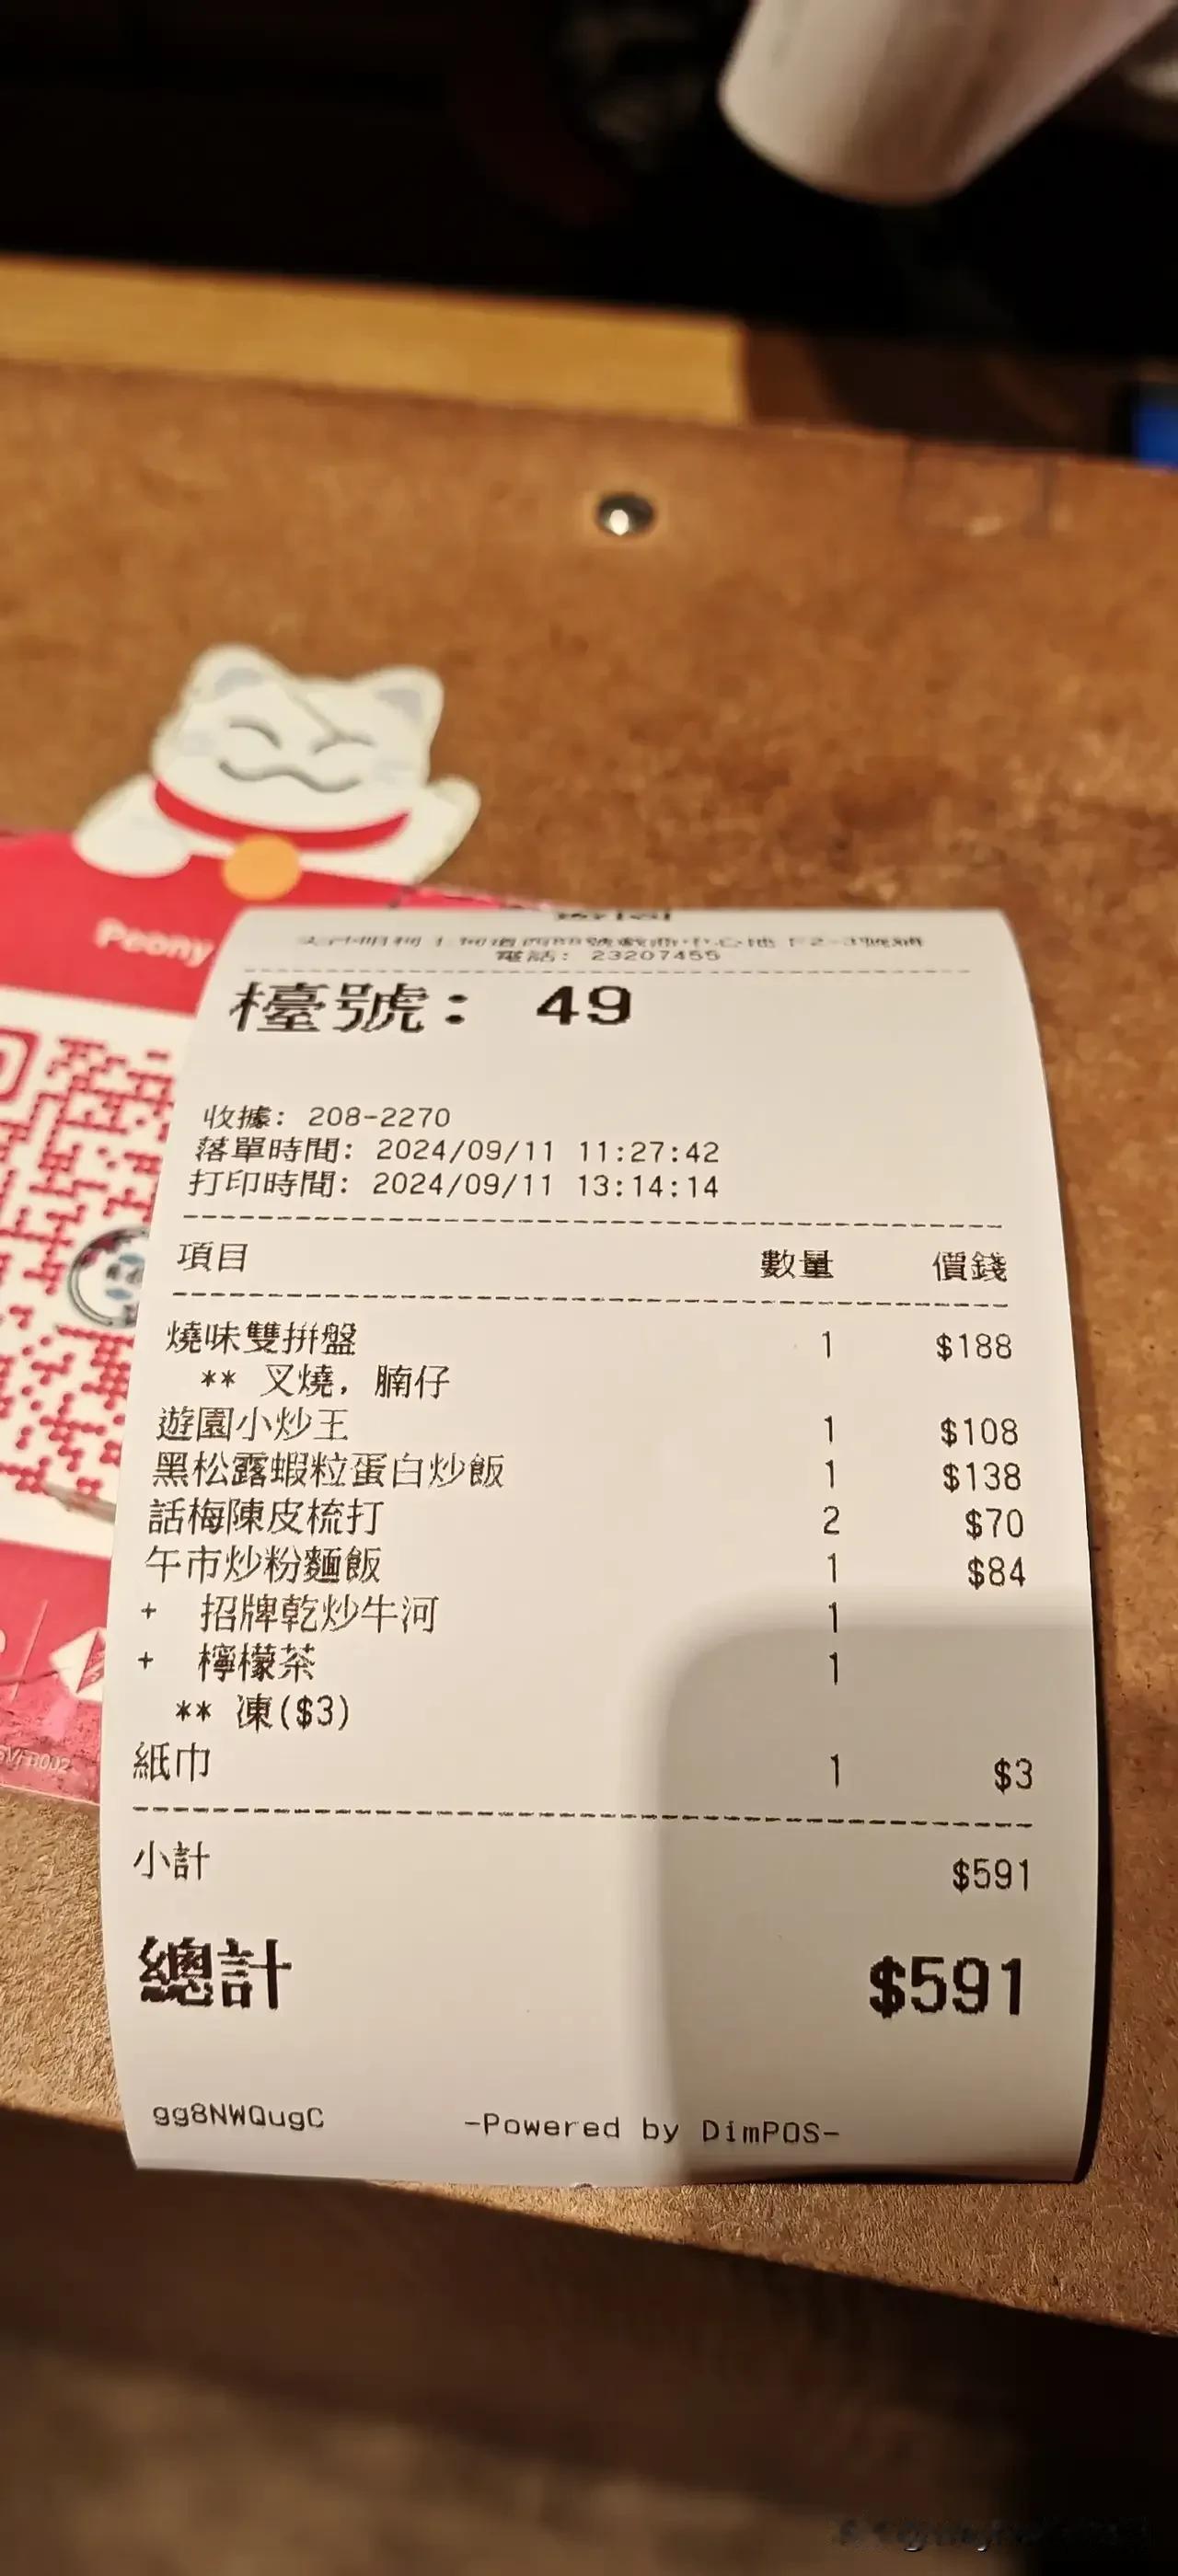 Peony
電話: 23207455
檯號: 49
收據: 208-2270
落單時間: 2024/09/11 11:27:42
打印時間: 2024/09/11 13:14:14
項目 數量 價錢
燒味雙拼盤 1 $188
** 叉燒, 腩仔
遊園小炒王 1 $108
黑松露蝦粒蛋白炒飯 1 $138
話梅陳皮梳打 2 $70
午市炒粉麵飯 1 $84
+ 招牌乾炒牛河 1
+ 檸檬茶 1
** 凍($3)
紙巾 1 $3
小計 $591
總計 $591
gg8NWQugC -Powered by DimPOS-